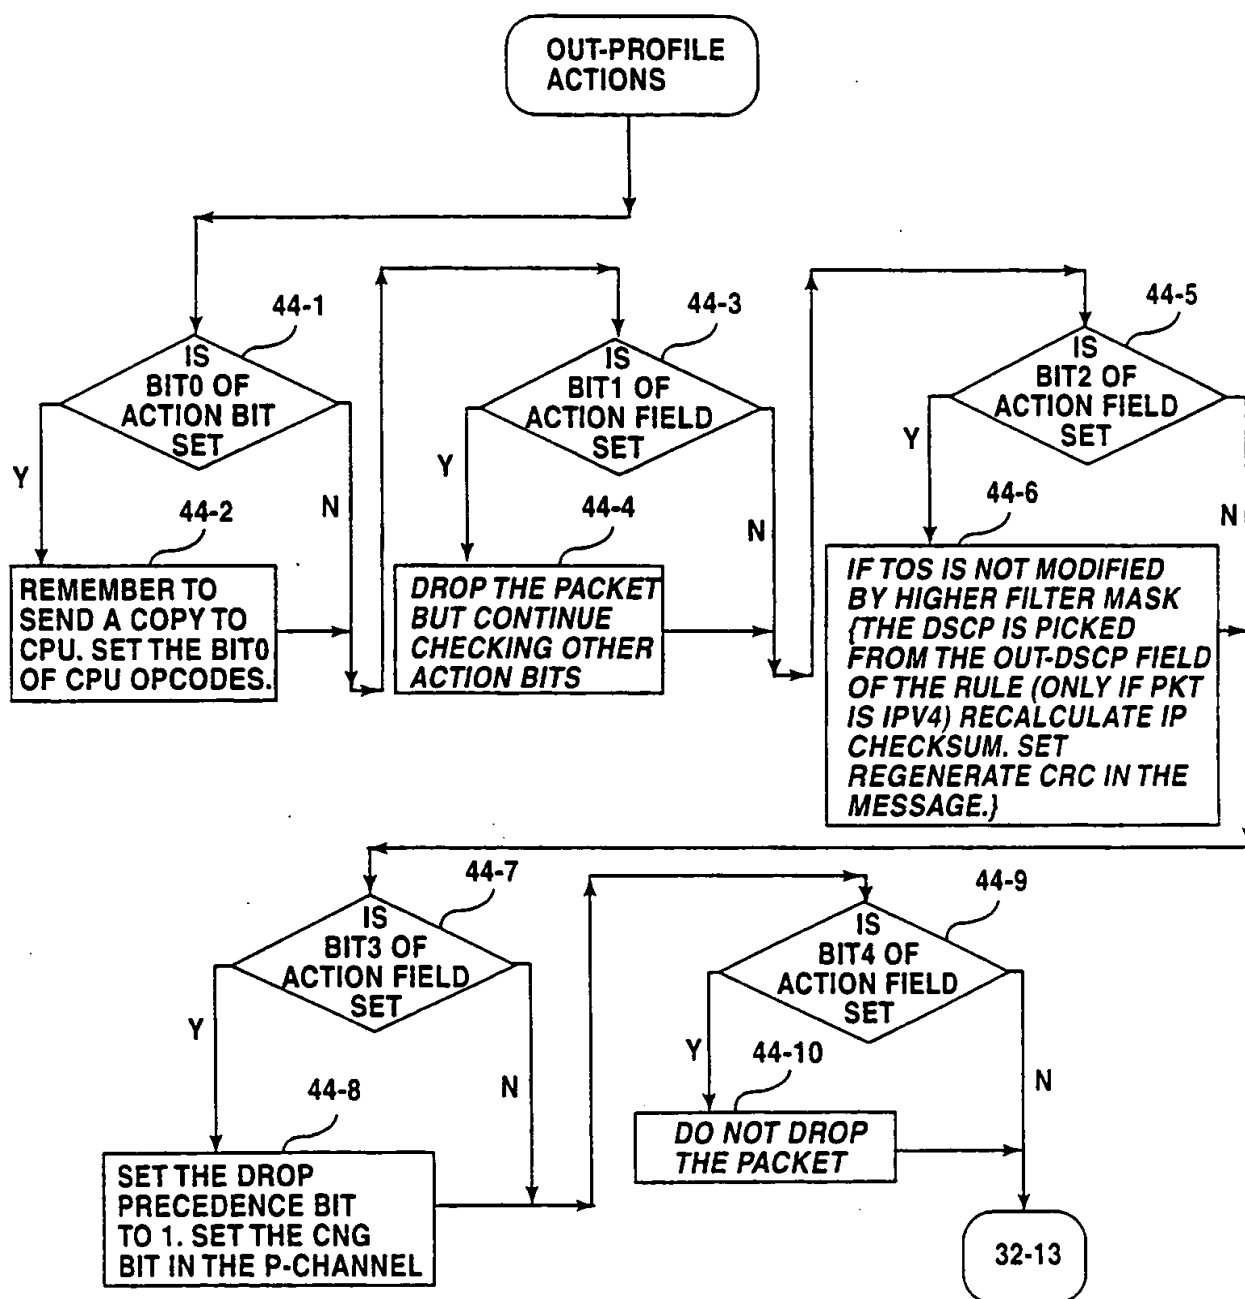 OUT-PROFILE
ACTIONS
44-1
IS
BIT0 OF
ACTION BIT
SET
Y
N
44-2
REMEMBER TO
SEND A COPY TO
CPU. SET THE BIT0
OF CPU OPCODES.
44-3
IS
BIT1 OF
ACTION FIELD
SET
Y
N
44-4
DROP THE PACKET
BUT CONTINUE
CHECKING OTHER
ACTION BITS
44-5
IS
BIT2 OF
ACTION FIELD
SET
Y
N
44-6
IF TOS IS NOT MODIFIED
BY HIGHER FILTER MASK
{THE DSCP IS PICKED
FROM THE OUT-DSCP FIELD
OF THE RULE (ONLY IF PKT
IS IPV4) RECALCULATE IP
CHECKSUM. SET
REGENERATE CRC IN THE
MESSAGE.}
44-7
IS
BIT3 OF
ACTION FIELD
SET
Y
N
44-8
SET THE DROP
PRECEDENCE BIT
TO 1. SET THE CNG
BIT IN THE P-CHANNEL
44-9
IS
BIT4 OF
ACTION FIELD
SET
Y
N
44-10
DO NOT DROP
THE PACKET
32-13